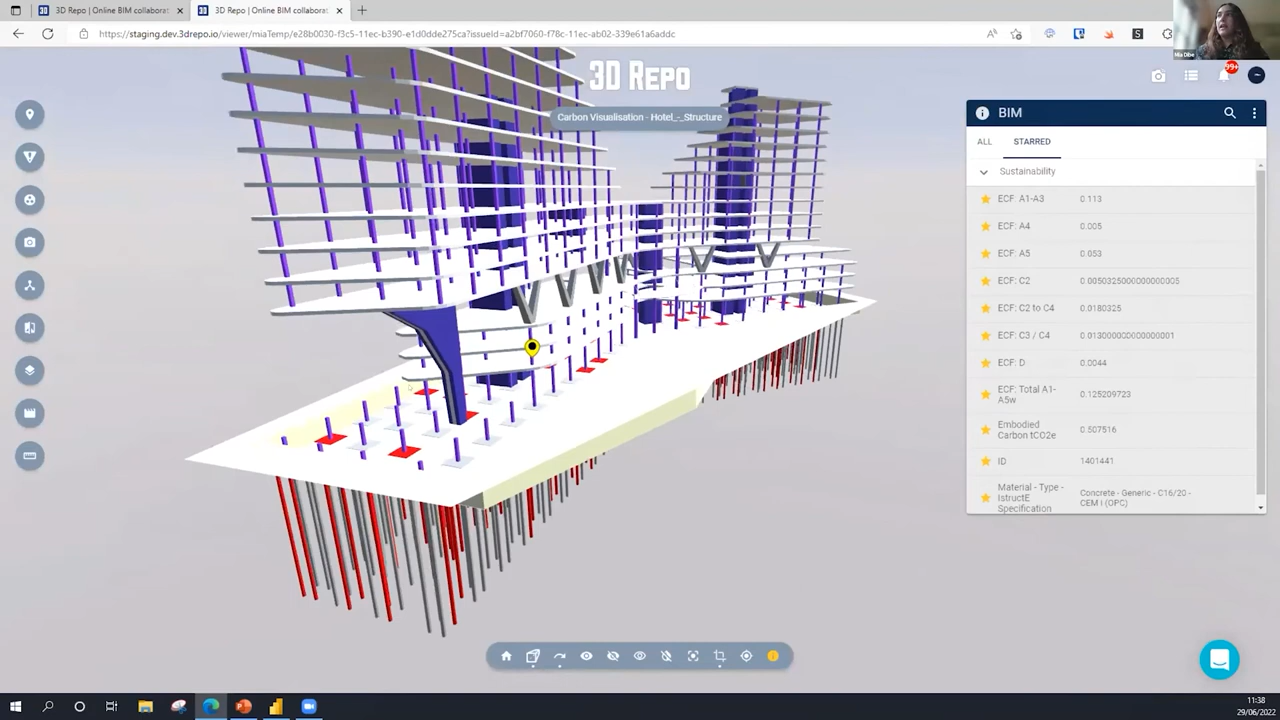 3D Repo | Online BIM collaborat
3D Repo | Online BIM collaborat
https://staging.dev.3drepo.io/viewer/miaTemp/e28b0030-f3c5-11ec-b390-e1d0dde275ca?issueId=a2bf7060-f78c-11ec-ab02-339e61a6addc
3D Repo
99+
Carbon Visualisation - Hotel_-_Structure
BIM
ALL
STARRED
Sustainability
ECF: A1-A3
0.113
ECF: A4
0.005
ECF: A5
0.053
ECF: C2
0.0050325000000000005
ECF: C2 to C4
0.0180325
ECF: C3 / C4
0.013000000000000001
ECF: D
0.0044
ECF: Total A1-
A5w
0.125209723
Embodied
Carbon tCO2e
0.507516
ID
1401441
Material - Type -
IstructE
Specification
Concrete - Generic - C16/20 -
CEM I (OPC)
11:38
29/06/2022